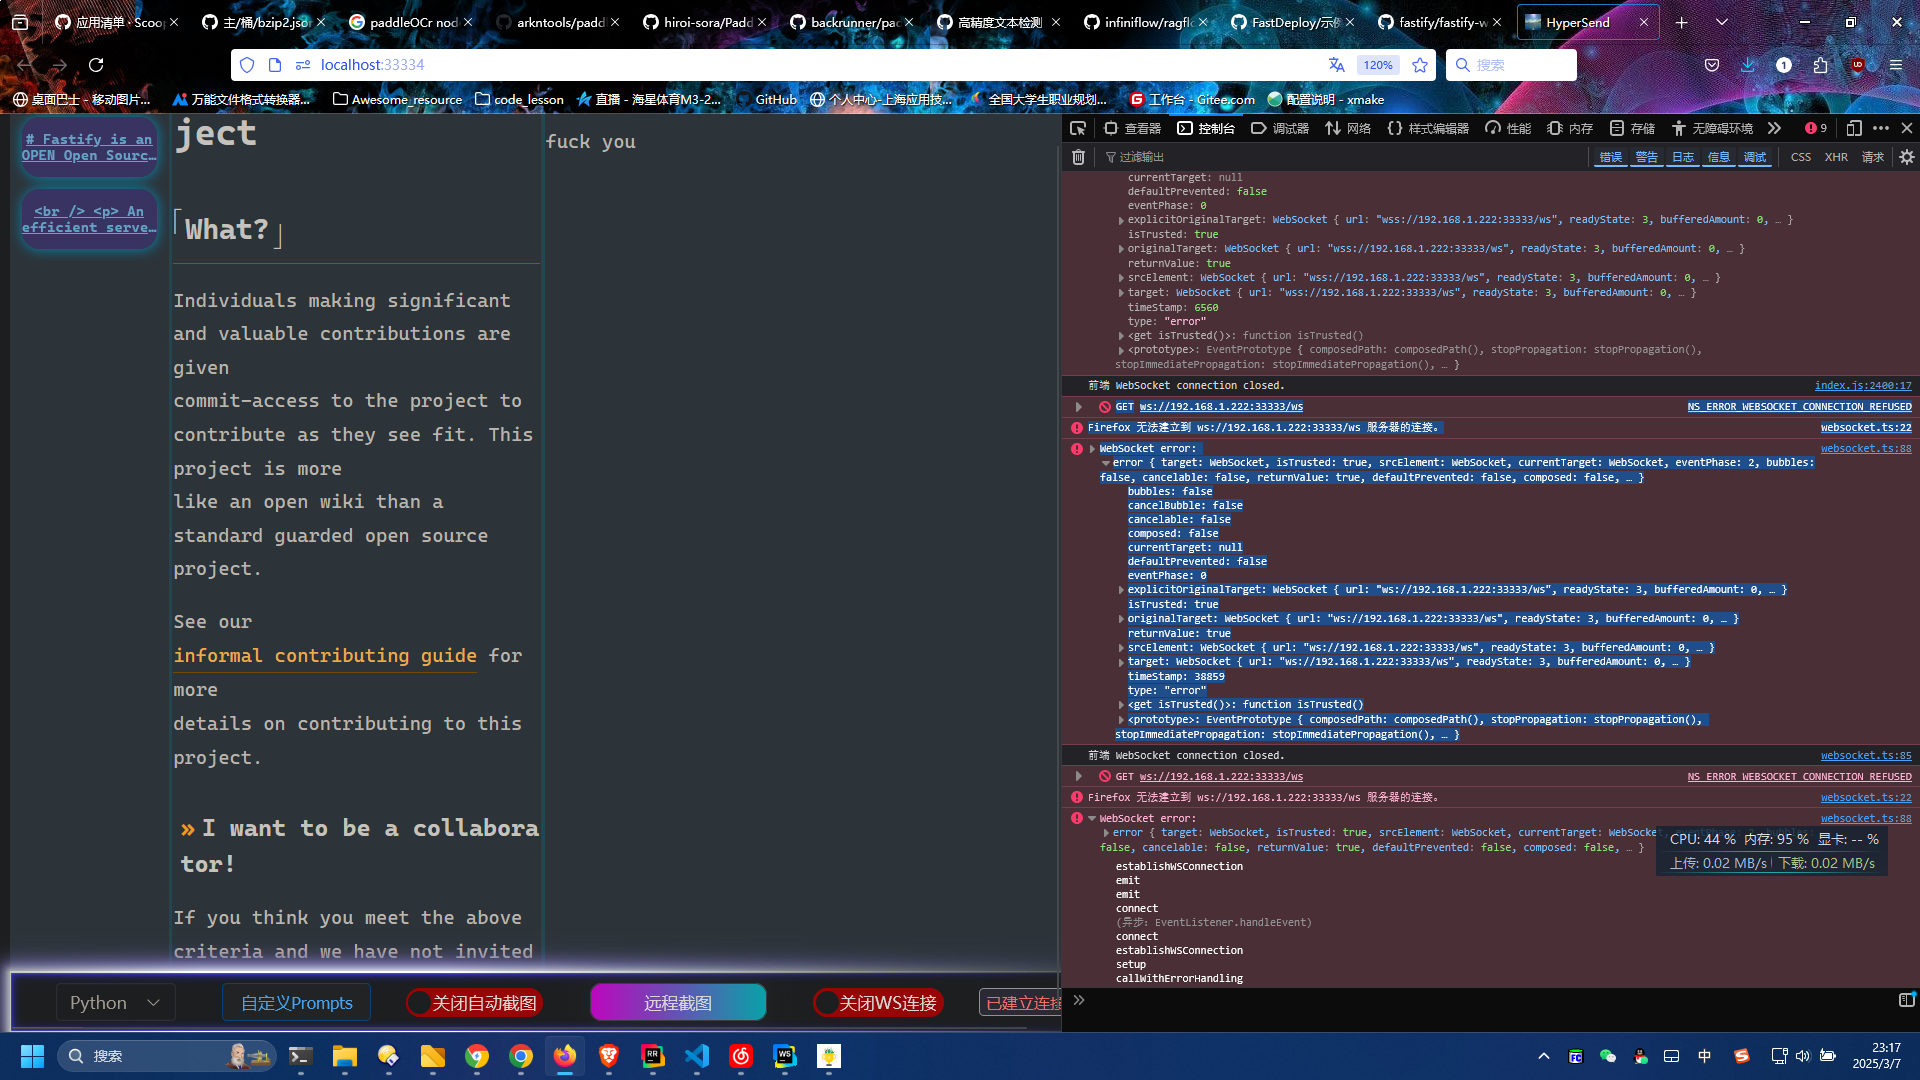 应用清单 · Scoop
主/桶/bzip2.json
paddleOCr nod
arkntools/padd
hiroi-sora/Padd
backrunner/pad
高精度文本检测
infiniflow/ragflo
FastDeploy/示例
fastify/fastify-w
HyperSend
localhost:33334
120%
搜索
桌面巴士 - 移动图片...
万能文件格式转换器...
Awesome_resource
code_lesson
直播 - 海星体育M3-2...
GitHub
个人中心-上海应用技...
全国大学生职业规划...
工作台 - Gitee.com
配置说明 - xmake
# Fastify is an
OPEN Open Sourc…
<br /> <p> An
efficient serve…
ject
「What?」
Individuals making significant
and valuable contributions are
given
commit-access to the project to
contribute as they see fit. This
project is more
like an open wiki than a
standard guarded open source
project.
See our
informal contributing guide for
more
details on contributing to this
project.
»I want to be a collabora
tor!
If you think you meet the above
criteria and we have not invited
fuck you
查看器
控制台
调试器
网络
样式编辑器
性能
内存
存储
无障碍环境
9
过滤输出
错误
警告
日志
信息
调试
CSS
XHR
请求
currentTarget: null
defaultPrevented: false
eventPhase: 0
explicitOriginalTarget: WebSocket { url: "wss://192.168.1.222:33333/ws", readyState: 3, bufferedAmount: 0, … }
isTrusted: true
originalTarget: WebSocket { url: "wss://192.168.1.222:33333/ws", readyState: 3, bufferedAmount: 0, … }
returnValue: true
srcElement: WebSocket { url: "wss://192.168.1.222:33333/ws", readyState: 3, bufferedAmount: 0, … }
target: WebSocket { url: "wss://192.168.1.222:33333/ws", readyState: 3, bufferedAmount: 0, … }
timeStamp: 6560
type: "error"
<get isTrusted()>: function isTrusted()
<prototype>: EventPrototype { composedPath: composedPath(), stopPropagation: stopPropagation(),
stopImmediatePropagation: stopImmediatePropagation(), … }
前端 WebSocket connection closed. index.js:2400:17
GET ws://192.168.1.222:33333/ws NS_ERROR_WEBSOCKET_CONNECTION_REFUSED
Firefox 无法建立到 ws://192.168.1.222:33333/ws 服务器的连接。 websocket.ts:22
WebSocket error: websocket.ts:88
error { target: WebSocket, isTrusted: true, srcElement: WebSocket, currentTarget: WebSocket, eventPhase: 2, bubbles:
false, cancelable: false, returnValue: true, defaultPrevented: false, composed: false, … }
bubbles: false
cancelBubble: false
cancelable: false
composed: false
currentTarget: null
defaultPrevented: false
eventPhase: 0
explicitOriginalTarget: WebSocket { url: "ws://192.168.1.222:33333/ws", readyState: 3, bufferedAmount: 0, … }
isTrusted: true
originalTarget: WebSocket { url: "ws://192.168.1.222:33333/ws", readyState: 3, bufferedAmount: 0, … }
returnValue: true
srcElement: WebSocket { url: "ws://192.168.1.222:33333/ws", readyState: 3, bufferedAmount: 0, … }
target: WebSocket { url: "ws://192.168.1.222:33333/ws", readyState: 3, bufferedAmount: 0, … }
timeStamp: 38859
type: "error"
<get isTrusted()>: function isTrusted()
<prototype>: EventPrototype { composedPath: composedPath(), stopPropagation: stopPropagation(),
stopImmediatePropagation: stopImmediatePropagation(), … }
前端 WebSocket connection closed. websocket.ts:85
GET ws://192.168.1.222:33333/ws NS_ERROR_WEBSOCKET_CONNECTION_REFUSED
Firefox 无法建立到 ws://192.168.1.222:33333/ws 服务器的连接。 websocket.ts:22
WebSocket error: websocket.ts:88
error { target: WebSocket, isTrusted: true, srcElement: WebSocket, currentTarget: WebSocket
false, cancelable: false, returnValue: true, defaultPrevented: false, composed: false, … }
establishWSConnection
emit
emit
connect
(异步: EventListener.handleEvent)
connect
establishWSConnection
setup
callWithErrorHandling
CPU: 44 % 内存: 95 % 显卡: -- %
上传: 0.02 MB/s 下载: 0.02 MB/s
Python
自定义Prompts
关闭自动截图
远程截图
关闭WS连接
已建立连接
搜索
中
23:17
2025/3/7